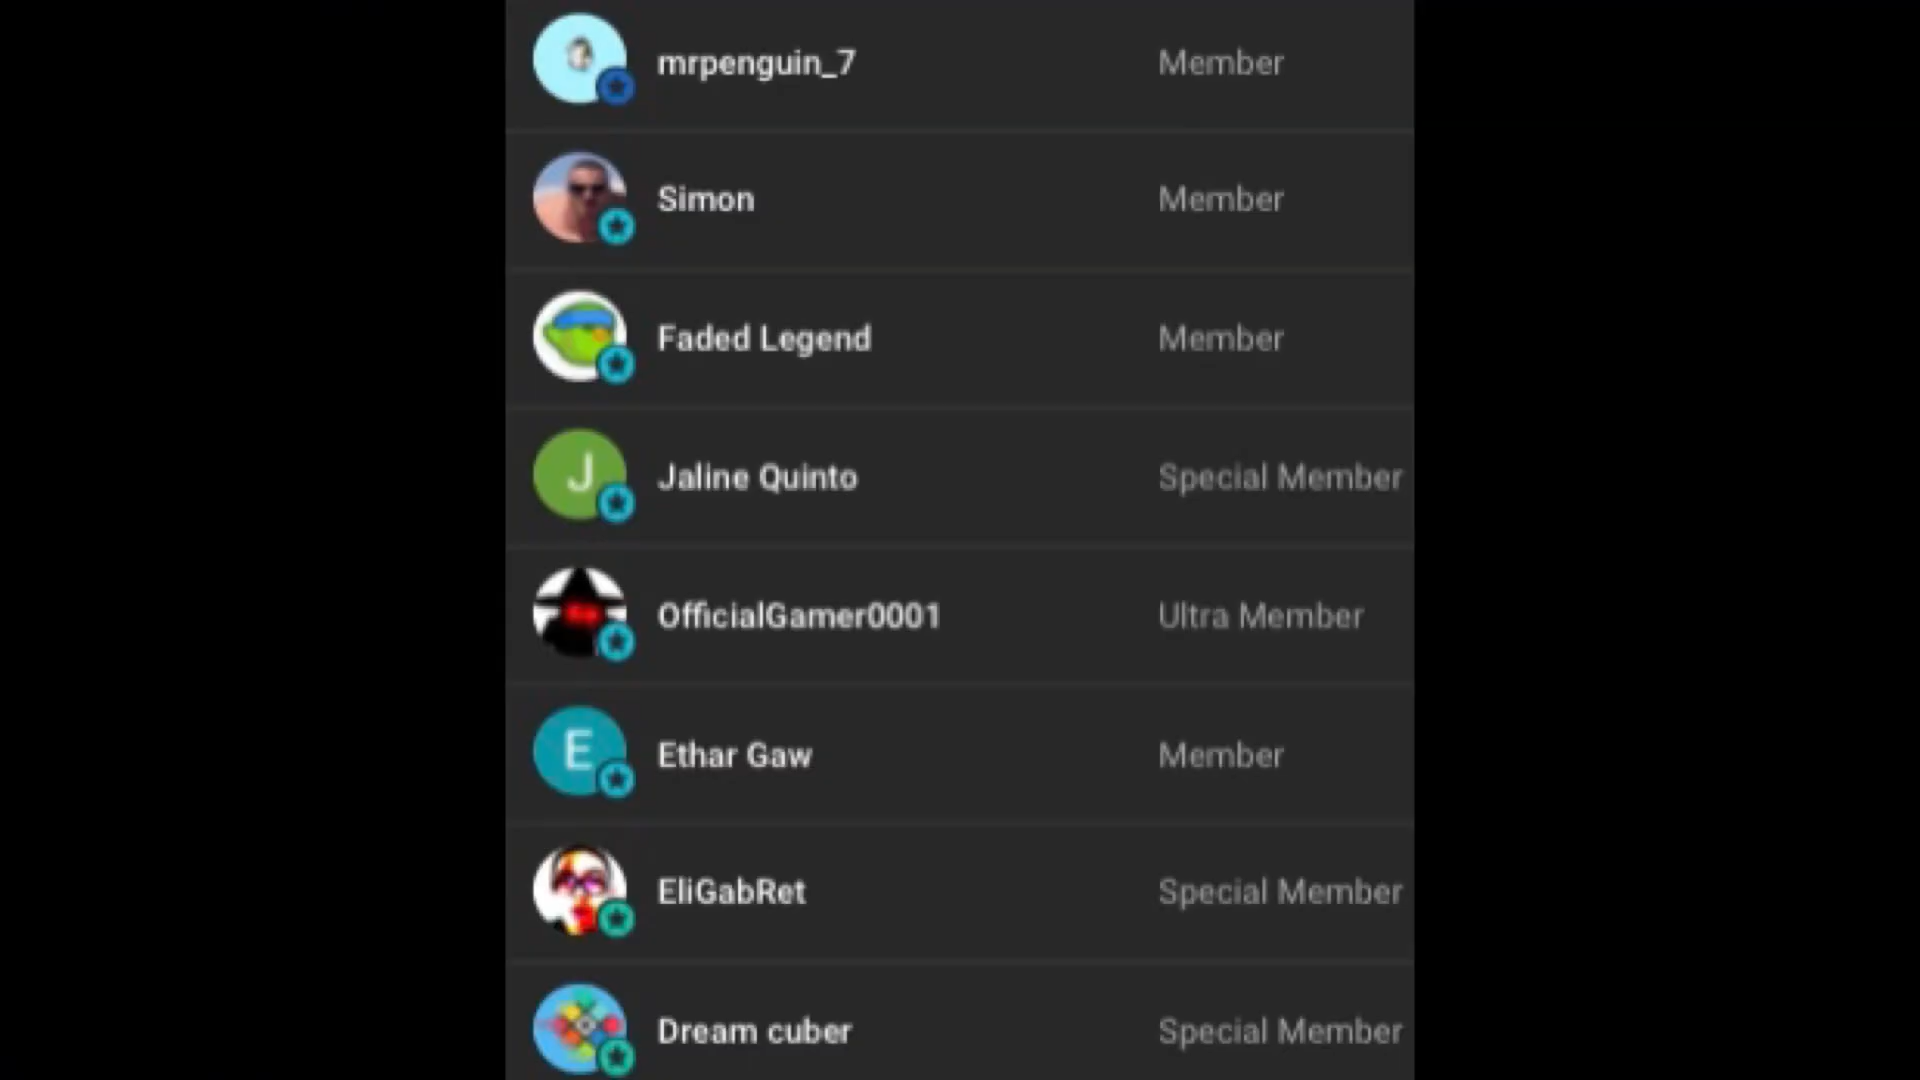 mrpenguin_7 Member
Simon Member
Faded Legend Member
J Jaline Quinto Special Member
OfficialGamer0001 Ultra Member
E Ethar Gaw Member
EliGabRet Special Member
Dream cuber Special Member